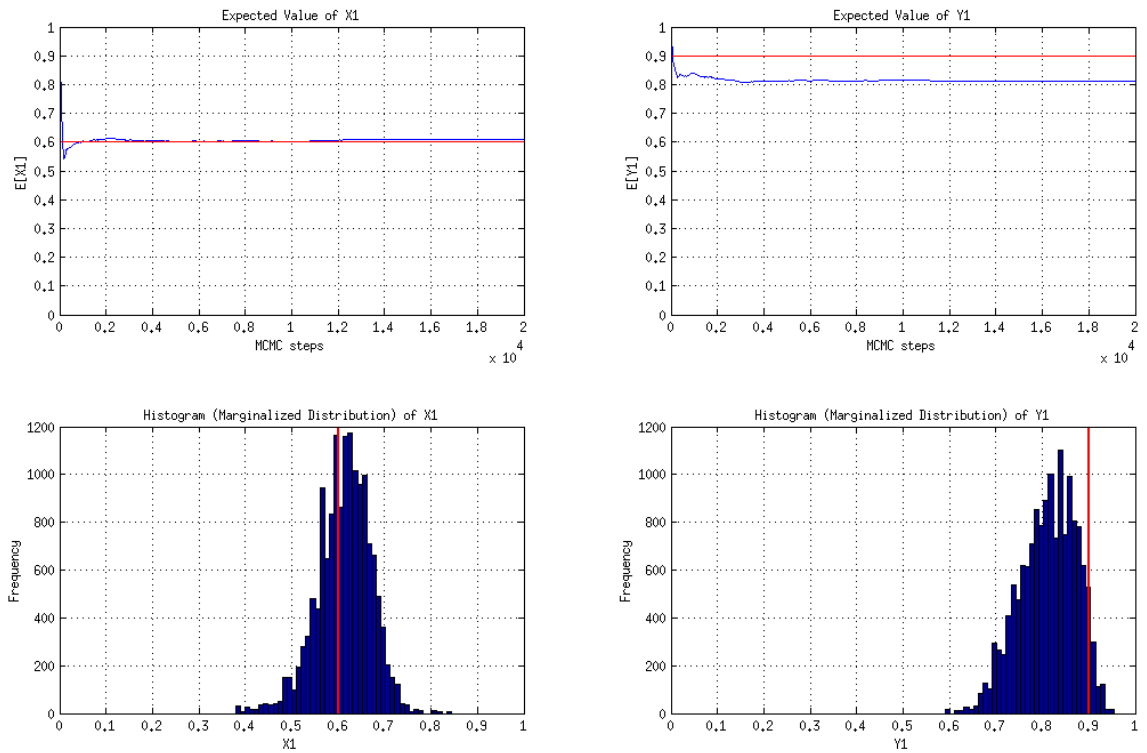 Expected Value of X1
1
0.9
0.8
0.7
0.6
0.5
0.4
0.3
0.2
0.1
0
E[X1]
0 0.2 0.4 0.6 0.8 1 1.2 1.4 1.6 1.8 2
MCMC steps
x 10 4
Expected Value of Y1
1
0.9
0.8
0.7
0.6
0.5
0.4
0.3
0.2
0.1
0
E[Y1]
0 0.2 0.4 0.6 0.8 1 1.2 1.4 1.6 1.8 2
MCMC steps
x 10 4
Histogram (Marginalized Distribution) of X1
1200
1000
800
600
400
200
0
Frequency
0 0.1 0.2 0.3 0.4 0.5 0.6 0.7 0.8 0.9 1
X1
Histogram (Marginalized Distribution) of Y1
1200
1000
800
600
400
200
0
Frequency
0 0.1 0.2 0.3 0.4 0.5 0.6 0.7 0.8 0.9 1
Y1